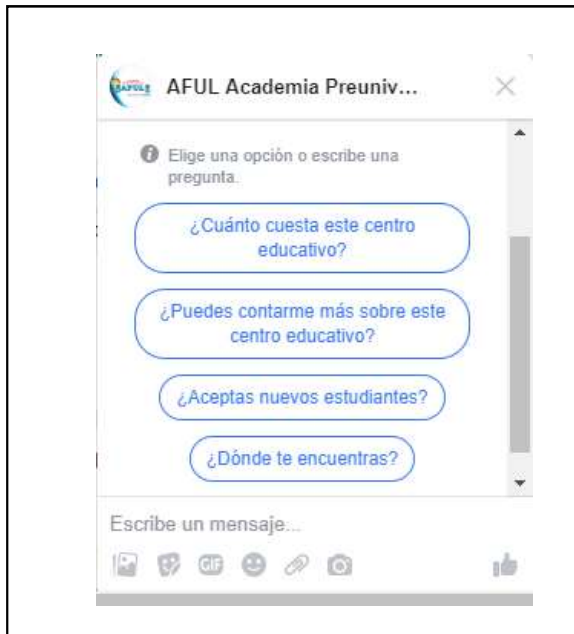 AFUL Academia Preuniv...
Elige una opción o escribe una
pregunta.
¿Cuánto cuesta este centro
educativo?
¿Puedes contarme más sobre este
centro educativo?
¿Aceptas nuevos estudiantes?
¿Dónde te encuentras?
Escribe un mensaje...
GIF